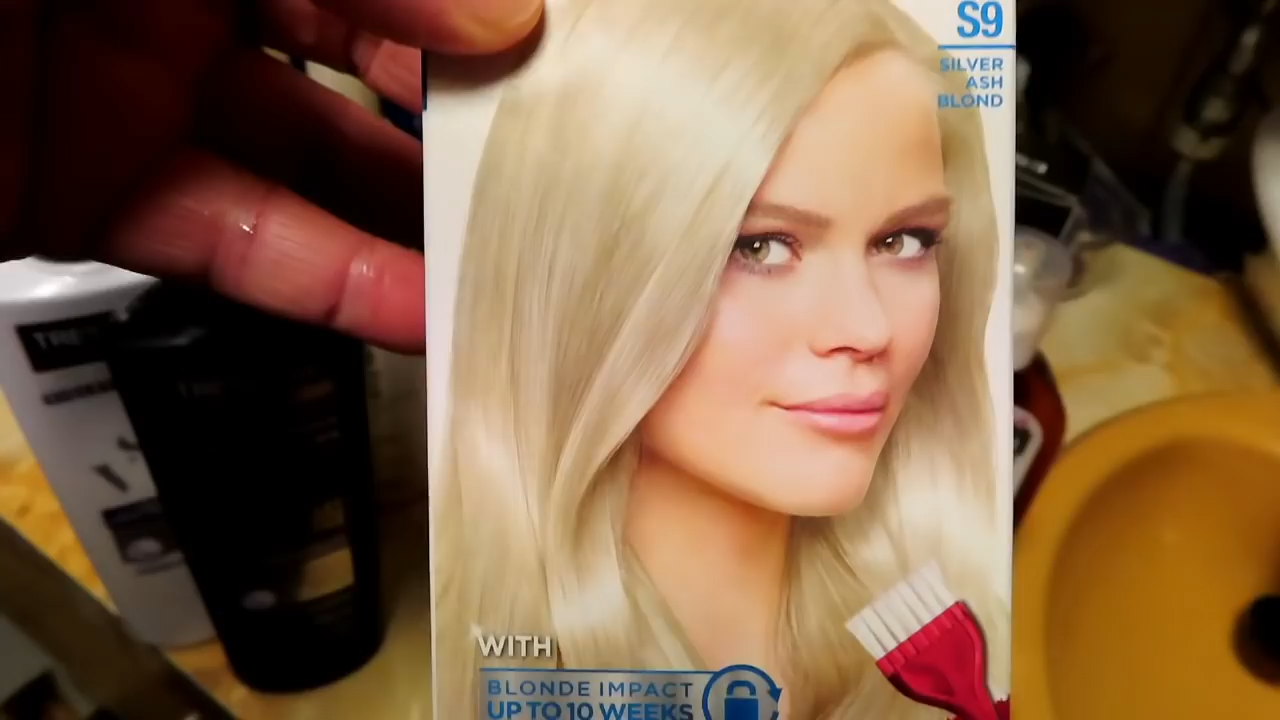 S9
SILVER
ASH
BLOND
WITH
BLONDE IMPACT
UP TO 10 WEEKS